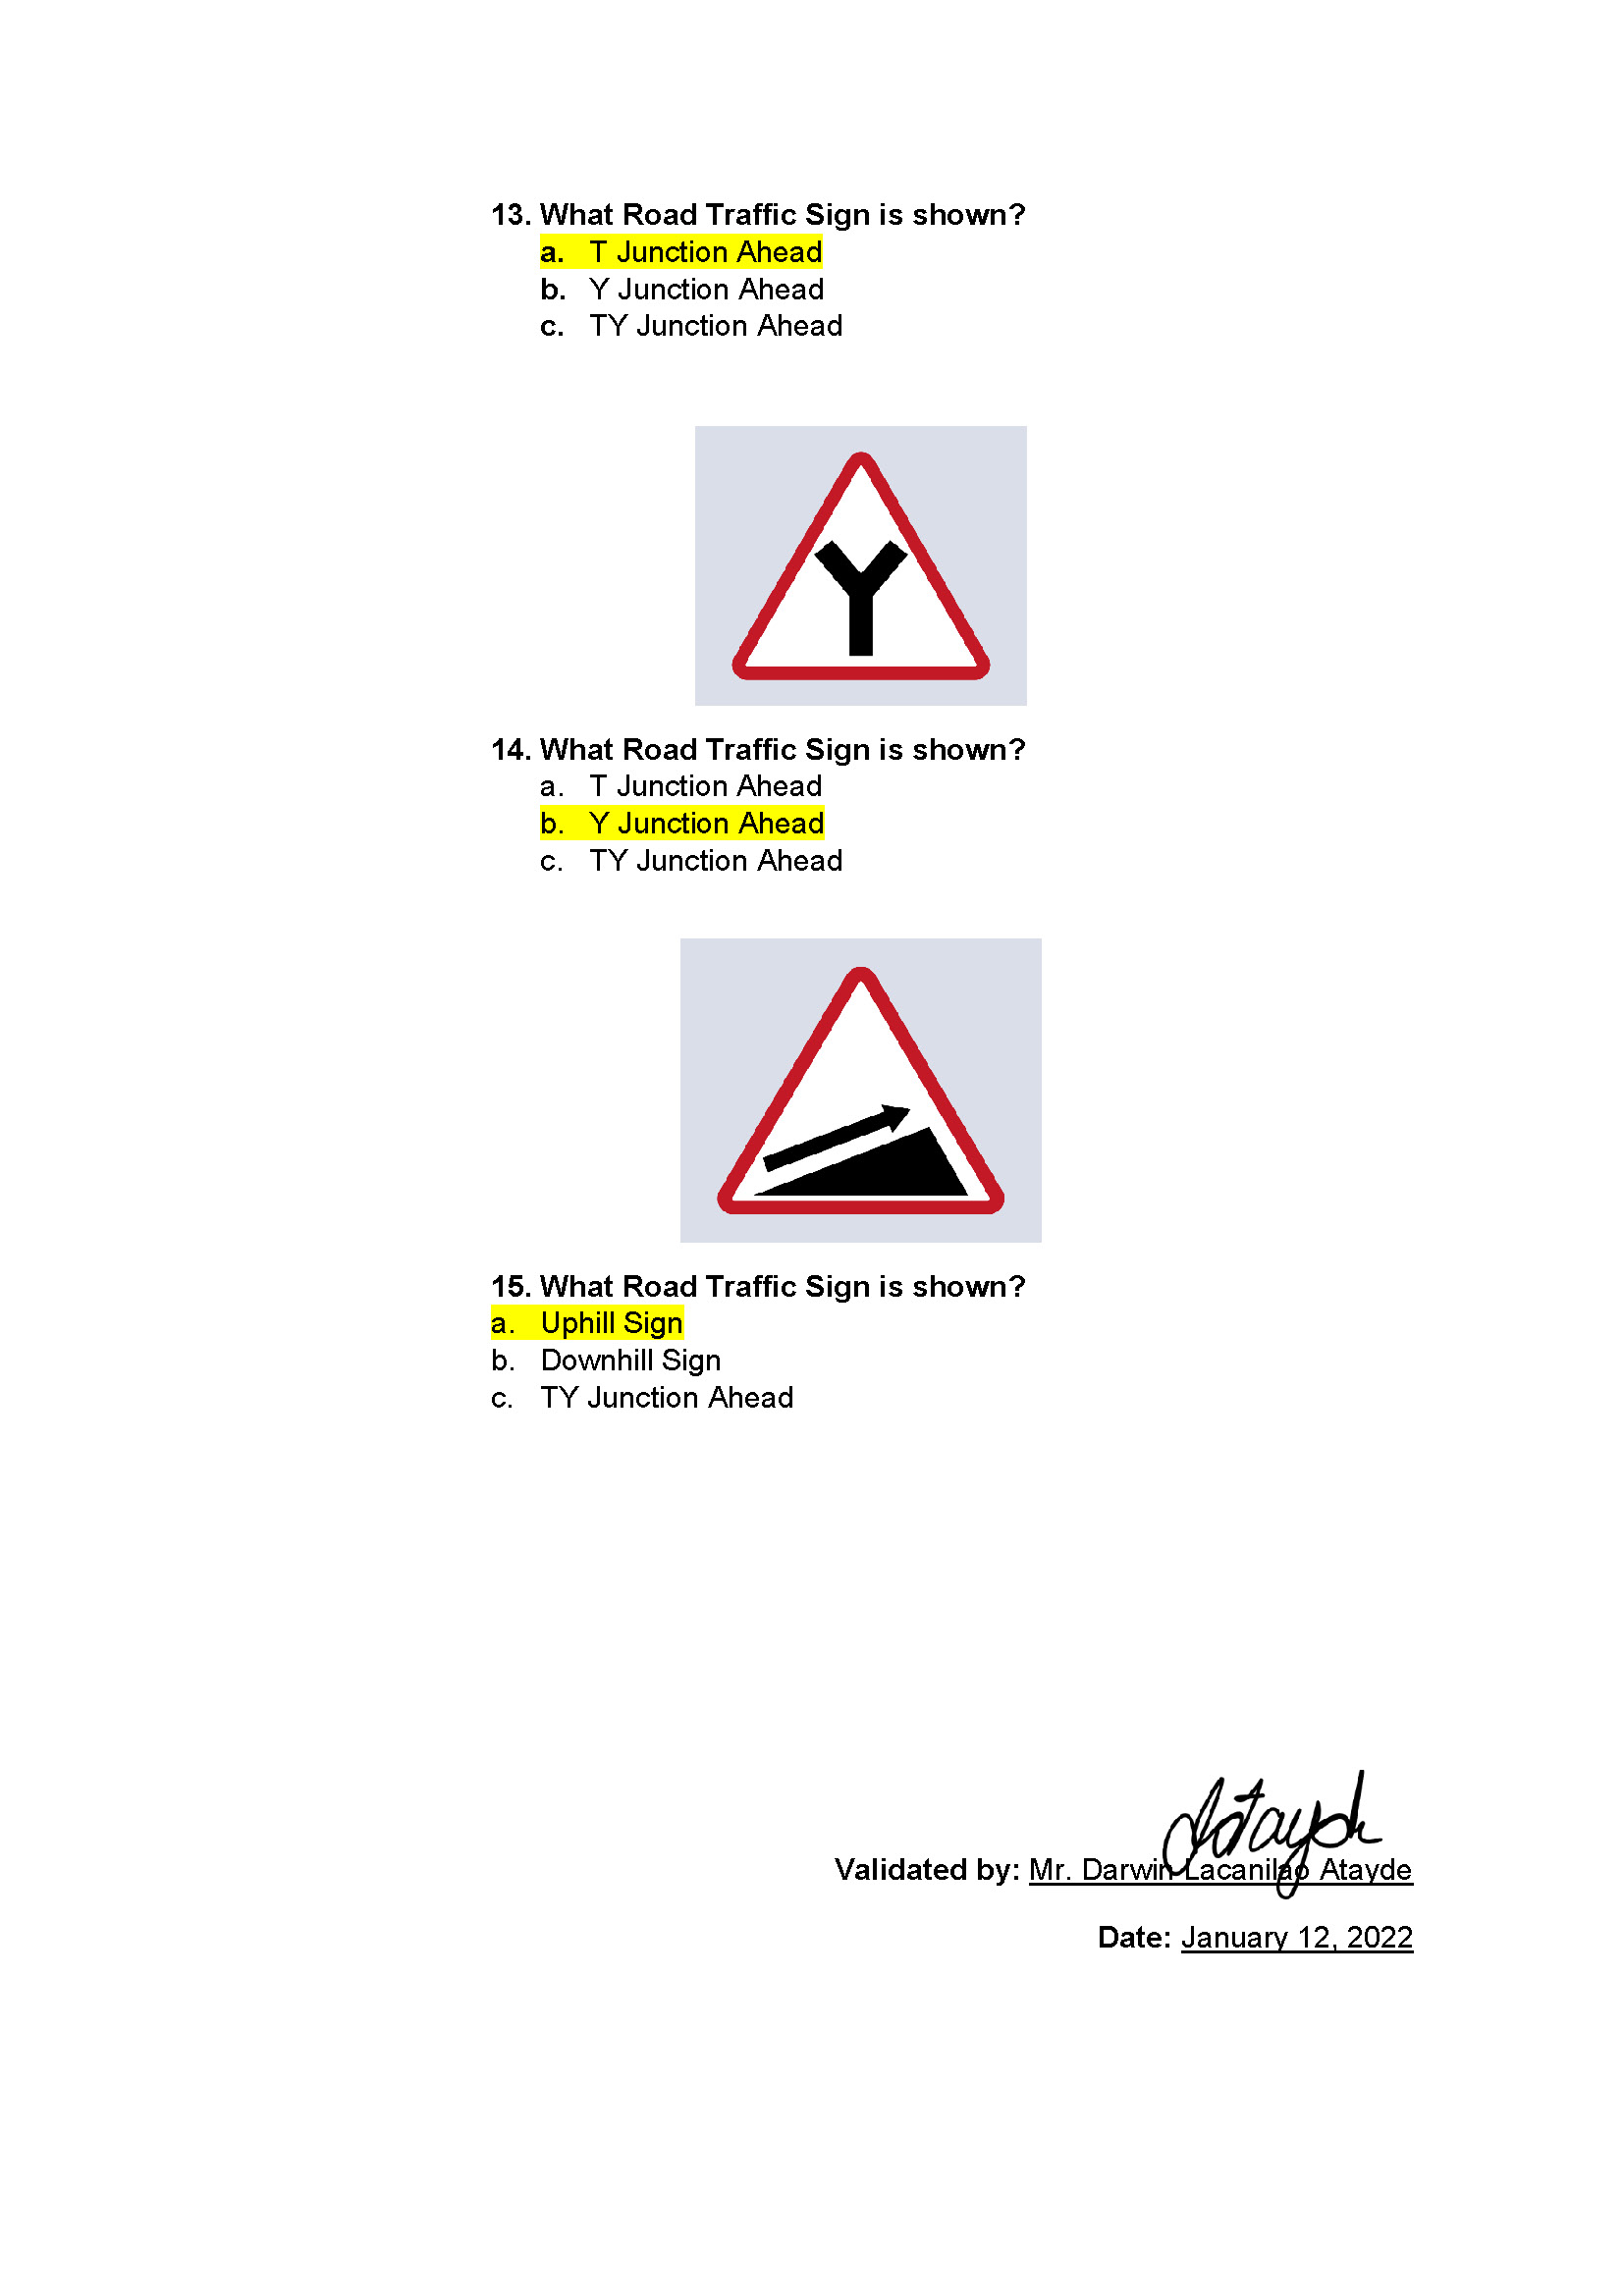 13. What Road Traffic Sign is shown?
a. T Junction Ahead
b. Y Junction Ahead
c. TY Junction Ahead
14. What Road Traffic Sign is shown?
a. T Junction Ahead
b. Y Junction Ahead
c. TY Junction Ahead
15. What Road Traffic Sign is shown?
a. Uphill Sign
b. Downhill Sign
c. TY Junction Ahead
Validated by: Mr. Darwin Lacanilao Atayde
Date: January 12, 2022